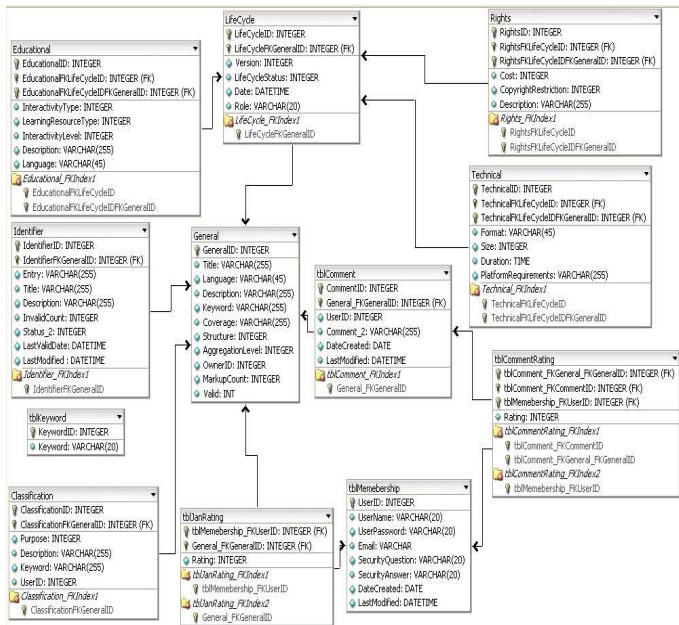 LifeCycle
LifeCycleID: INTEGER
LifeCycleFKGeneralID: INTEGER (FK)
Version: INTEGER
LifeCycleStatus: INTEGER
Date: DATETIME
Role: VARCHAR(20)
LifeCycle_FKIndex1
LifeCycleFKGeneralID
Rights
RightsID: INTEGER
RightsFKLifeCycleID: INTEGER (FK)
RightsFKLifeCycleIDFKGeneralID: INTEGER (FK)
Cost: INTEGER
CopyrightRestriction: INTEGER
Description: VARCHAR(255)
Rights_FKIndex1
RightsFKLifeCycleID
RightsFKLifeCycleIDFKGeneralID
Educational
EducationalID: INTEGER
EducationalFKLifeCycleID: INTEGER (FK)
EducationalFKLifeCycleIDFKGeneralID: INTEGER (FK)
InteractivityType: INTEGER
LearningResourceType: INTEGER
InteractivityLevel: INTEGER
Description: VARCHAR(255)
Language: VARCHAR(45)
Educational_FKIndex1
EducationalFKLifeCycleID
EducationalFKLifeCycleIDFKGeneralID
Technical
TechnicalID: INTEGER
TechnicalFKLifeCycleID: INTEGER (FK)
TechnicalFKLifeCycleIDFKGeneralID: INTEGER (FK)
Format: VARCHAR(45)
Size: INTEGER
Duration: TIME
PlatformRequirements: VARCHAR(255)
Technical_FKIndex1
TechnicalFKLifeCycleID
TechnicalFKLifeCycleIDFKGeneralID
Identifier
IdentifierID: INTEGER
IdentifierFKGeneralID: INTEGER (FK)
Entry: VARCHAR(255)
Title: VARCHAR(255)
Description: VARCHAR(255)
InvalidCount: INTEGER
Status_2: INTEGER
LastValidDate: DATETIME
LastModified : DATETIME
Identifier_FKIndex1
IdentifierFKGeneralID
General
GeneralID: INTEGER
Title: VARCHAR(255)
Language: VARCHAR(45)
Description: VARCHAR(255)
Keyword: VARCHAR(255)
Coverage: VARCHAR(255)
Structure: INTEGER
AggregationLevel: INTEGER
OwnerID: INTEGER
MarkupCount: INTEGER
Valid: INT
tblComment
CommentID: INTEGER
General_FKGeneralID: INTEGER (FK)
UserID: INTEGER
Comment_2: VARCHAR(255)
DateCreated: DATE
LastModified: DATETIME
tblComment_FKIndex1
General_FKGeneralID
tblCommentRating
tblComment_FKGeneral_FKGeneralID: INTEGER (FK)
tblComment_FKCommentID: INTEGER (FK)
tblMemebership_FKUserID: INTEGER (FK)
Rating: INTEGER
tblCommentRating_FKIndex1
tblComment_FKCommentID
tblComment_FKGeneral_FKGeneralID
tblCommentRating_FKIndex2
tblMemebership_FKUserID
tblKeyword
KeywordID: INTEGER
Keyword: VARCHAR(20)
Classification
ClassificationID: INTEGER
ClassificationFKGeneralID: INTEGER (FK)
Purpose: INTEGER
Description: VARCHAR(255)
Keyword: VARCHAR(255)
UserID: INTEGER
Classification_FKIndex1
ClassificationFKGeneralID
tblJanRating
tblMemebership_FKUserID: INTEGER (FK)
General_FKGeneralID: INTEGER (FK)
Rating: INTEGER
tblJanRating_FKIndex1
tblMemebership_FKUserID
tblJanRating_FKIndex2
General_FKGeneralID
tblMemebership
UserID: INTEGER
UserName: VARCHAR(20)
UserPassword: VARCHAR(20)
Email: VARCHAR
SecurityQuestion: VARCHAR(20)
SecurityAnswer: VARCHAR(20)
DateCreated: DATE
LastModified: DATETIME